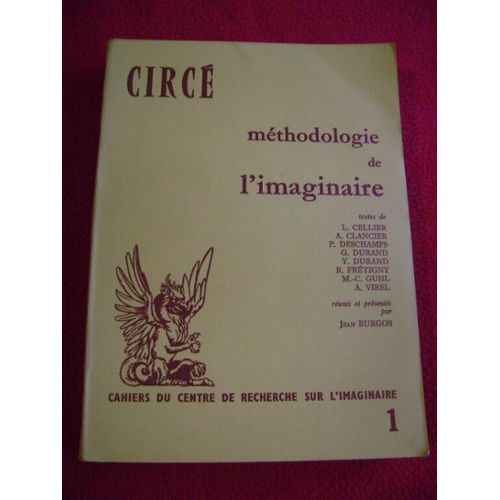 CIRCÉ
méthodologie
de
l'imaginaire
textes de
L. CELLIER
A. CLANCIER
P. DESCHAMPS
G. DURAND
Y. DURAND
R. FRÉTIGNY
M.-C. GUHL
A. VIREL
réunis et présentés
par
JEAN BURGOS
CAHIERS DU CENTRE DE RECHERCHE SUR L'IMAGINAIRE
1